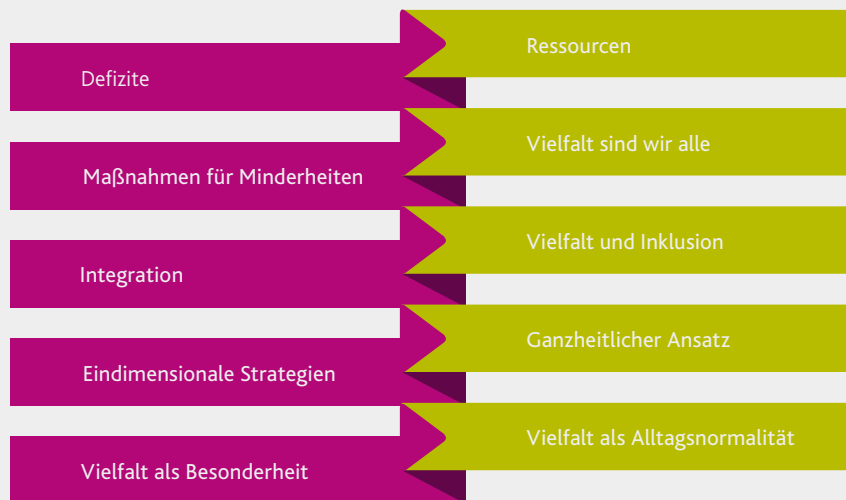 Defizite
Ressourcen
Maßnahmen für Minderheiten
Vielfalt sind wir alle
Integration
Vielfalt und Inklusion
Eindimensionale Strategien
Ganzheitlicher Ansatz
Vielfalt als Besonderheit
Vielfalt als Alltagsnormalität